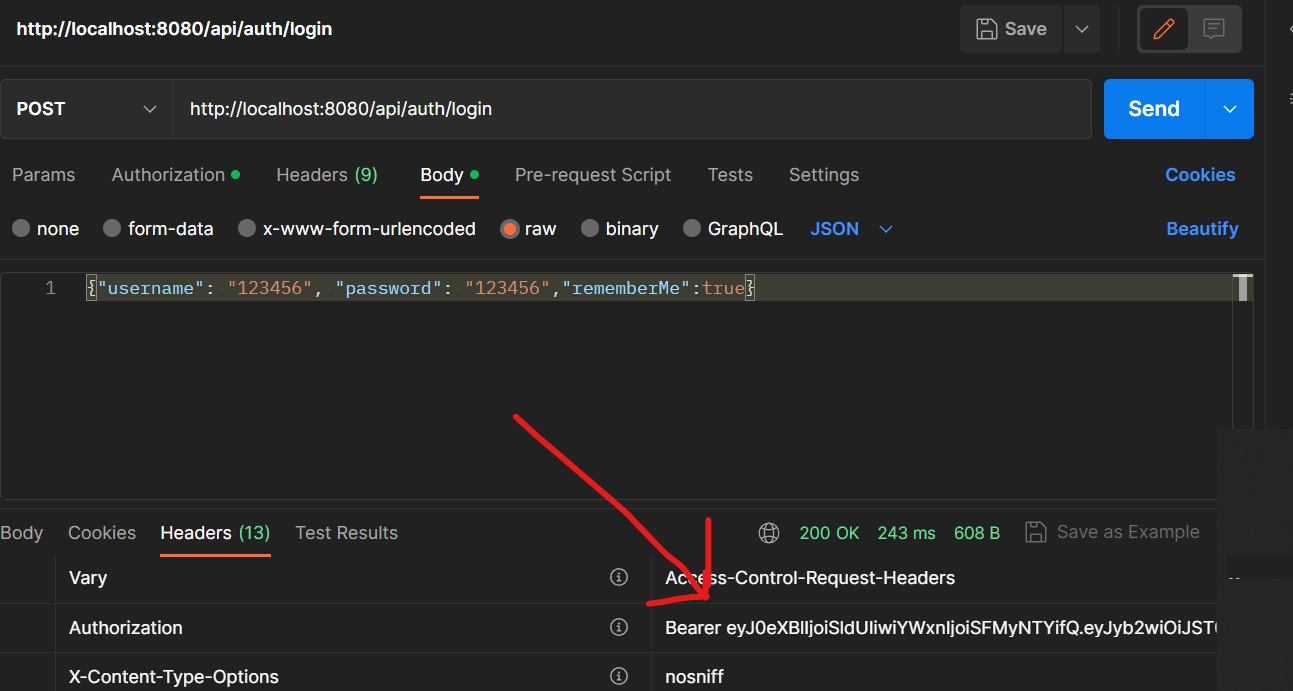 http://localhost:8080/api/auth/login Save
POST http://localhost:8080/api/auth/login Send
Params Authorization Headers (9) Body Pre-request Script Tests Settings Cookies
none form-data x-www-form-urlencoded raw binary GraphQL JSON Beautify
1 {"username": "123456", "password": "123456","rememberMe":true}
Body Cookies Headers (13) Test Results 200 OK 243 ms 608 B Save as Example
Vary Access-Control-Request-Headers
Authorization Bearer
X-Content-Type-Options nosniff